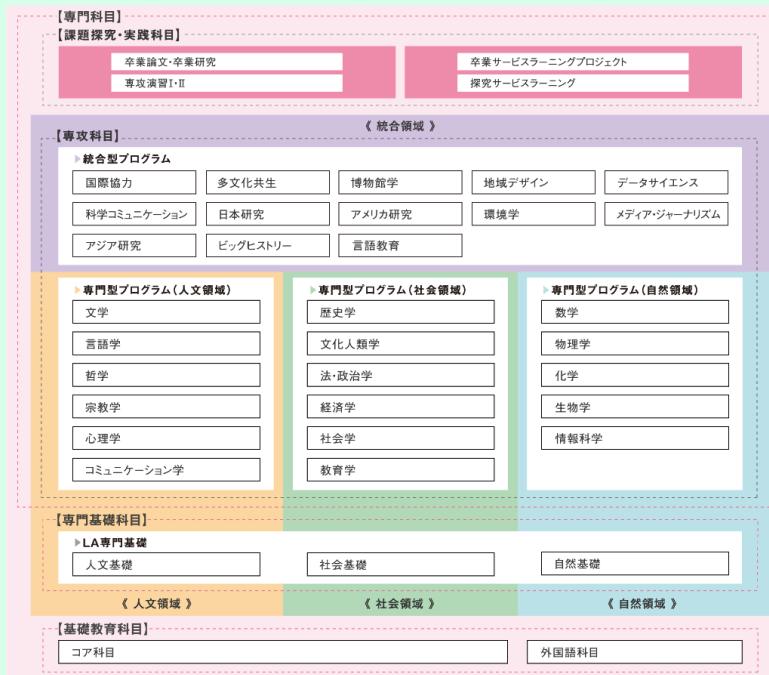 【専門科目】
【課題探究・実践科目】
卒業論文・卒業研究
専攻演習Ⅰ・Ⅱ
卒業サービスラーニングプロジェクト
探究サービスラーニング
《 統合領域 》
【専攻科目】
▶統合型プログラム
国際協力
多文化共生
博物館学
地域デザイン
データサイエンス
科学コミュニケーション
日本研究
アメリカ研究
環境学
メディア・ジャーナリズム
アジア研究
ビッグヒストリー
言語教育
▶専門型プログラム(人文領域)
文学
言語学
哲学
宗教学
心理学
コミュニケーション学
▶専門型プログラム(社会領域)
歴史学
文化人類学
法・政治学
経済学
社会学
教育学
▶専門型プログラム(自然領域)
数学
物理学
化学
生物学
情報科学
【専門基礎科目】
▶LA専門基礎
人文基礎
社会基礎
自然基礎
《 人文領域 》
《 社会領域 》
《 自然領域 》
【基礎教育科目】
コア科目
外国語科目